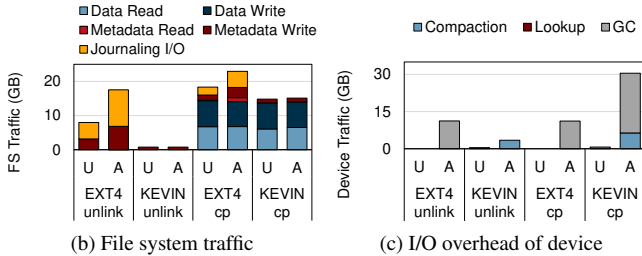 Data Read
Data Write
Metadata Read
Metadata Write
Journaling I/O
FS Traffic (GB)
20
10
0
U A U A U A U A
EXT4 KEVIN EXT4 KEVIN
unlink unlink cp cp
(b) File system traffic
Compaction
Lookup
GC
Device Traffic (GB)
30
15
0
U A U A U A U A
EXT4 KEVIN EXT4 KEVIN
unlink unlink cp cp
(c) I/O overhead of device